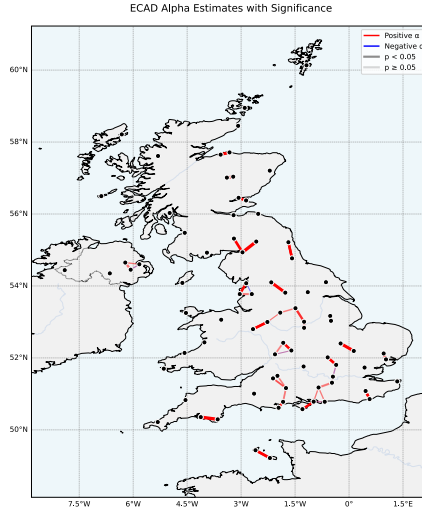 ECAD Alpha Estimates with Significance
Positive α
Negative α
p < 0.05
p ≥ 0.05
60°N
58°N
56°N
54°N
52°N
50°N
7.5°W 6°W 4.5°W 3°W 1.5°W 0° 1.5°E